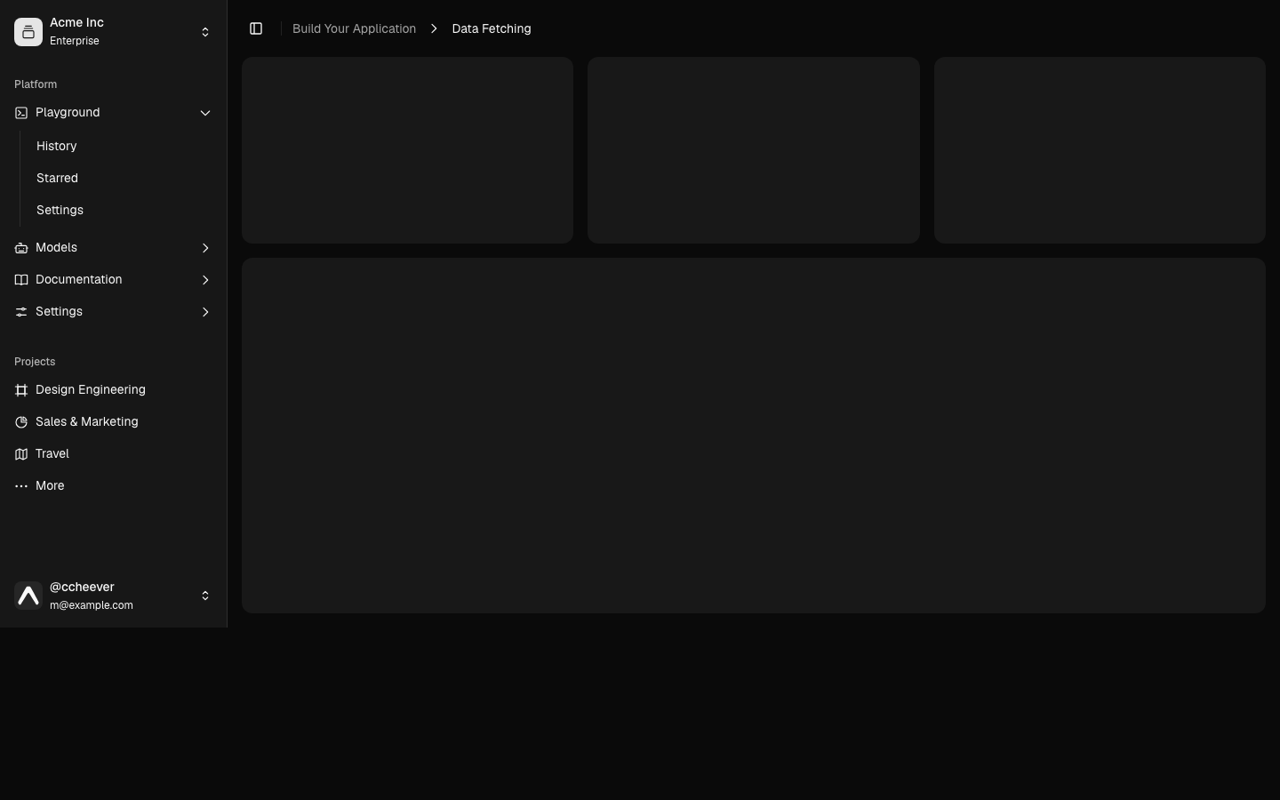 Acme Inc
Enterprise
Platform
Playground
History
Starred
Settings
Models
Documentation
Settings
Projects
Design Engineering
Sales & Marketing
Travel
More
@ccheever
m@example.com
Build Your Application
Data Fetching